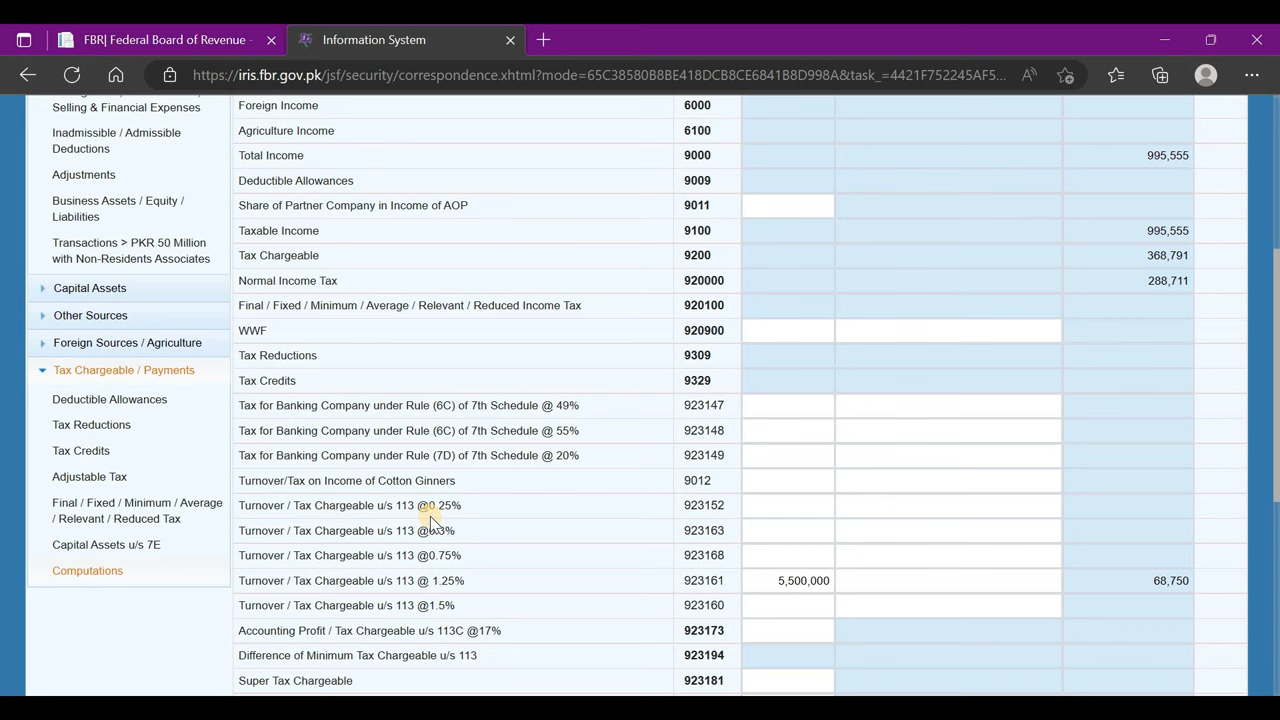 FBR| Federal Board of Revenue -
Information System
https://iris.fbr.gov.pk/jsf/security/correspondence.xhtml?mode=65C38580B8BE418DCB8CE6841B8D998A&task_=4421F752245AF5...
Selling & Financial Expenses
Inadmissible / Admissible
Deductions
Adjustments
Business Assets / Equity /
Liabilities
Transactions > PKR 50 Million
with Non-Residents Associates
Capital Assets
Other Sources
Foreign Sources / Agriculture
Tax Chargeable / Payments
Deductible Allowances
Tax Reductions
Tax Credits
Adjustable Tax
Final / Fixed / Minimum / Average
/ Relevant / Reduced Tax
Capital Assets u/s 7E
Computations
Foreign Income 6000
Agriculture Income 6100
Total Income 9000 995,555
Deductible Allowances 9009
Share of Partner Company in Income of AOP 9011
Taxable Income 9100 995,555
Tax Chargeable 9200 368,791
Normal Income Tax 920000 288,711
Final / Fixed / Minimum / Average / Relevant / Reduced Income Tax 920100
WWF 920900
Tax Reductions 9309
Tax Credits 9329
Tax for Banking Company under Rule (6C) of 7th Schedule @ 49% 923147
Tax for Banking Company under Rule (6C) of 7th Schedule @ 55% 923148
Tax for Banking Company under Rule (7D) of 7th Schedule @ 20% 923149
Turnover/Tax on Income of Cotton Ginners 9012
Turnover / Tax Chargeable u/s 113 @0.25% 923152
Turnover / Tax Chargeable u/s 113 923163
Turnover / Tax Chargeable u/s 113 @0.75% 923168
Turnover / Tax Chargeable u/s 113 @ 1.25% 923161 5,500,000 68,750
Turnover / Tax Chargeable u/s 113 @1.5% 923160
Accounting Profit / Tax Chargeable u/s 113C @17% 923173
Difference of Minimum Tax Chargeable u/s 113 923194
Super Tax Chargeable 923181